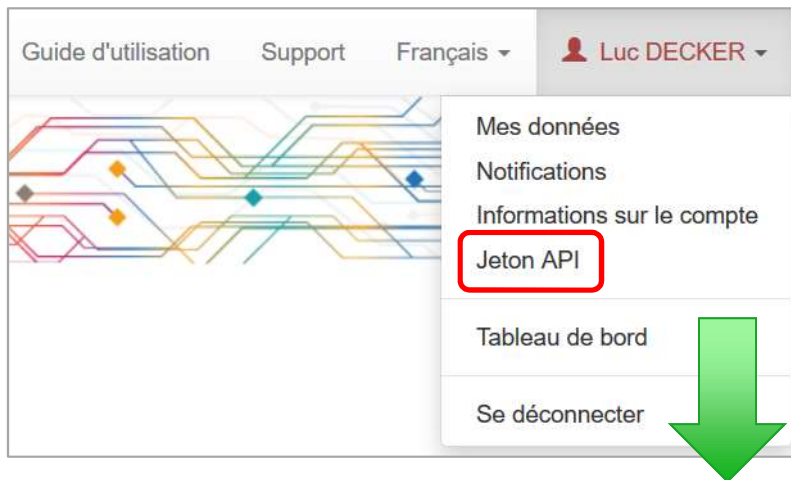 Guide d'utilisation Support Français Luc DECKER
Mes données
Notifications
Informations sur le compte
Jeton API
Tableau de bord
Se déconnecter